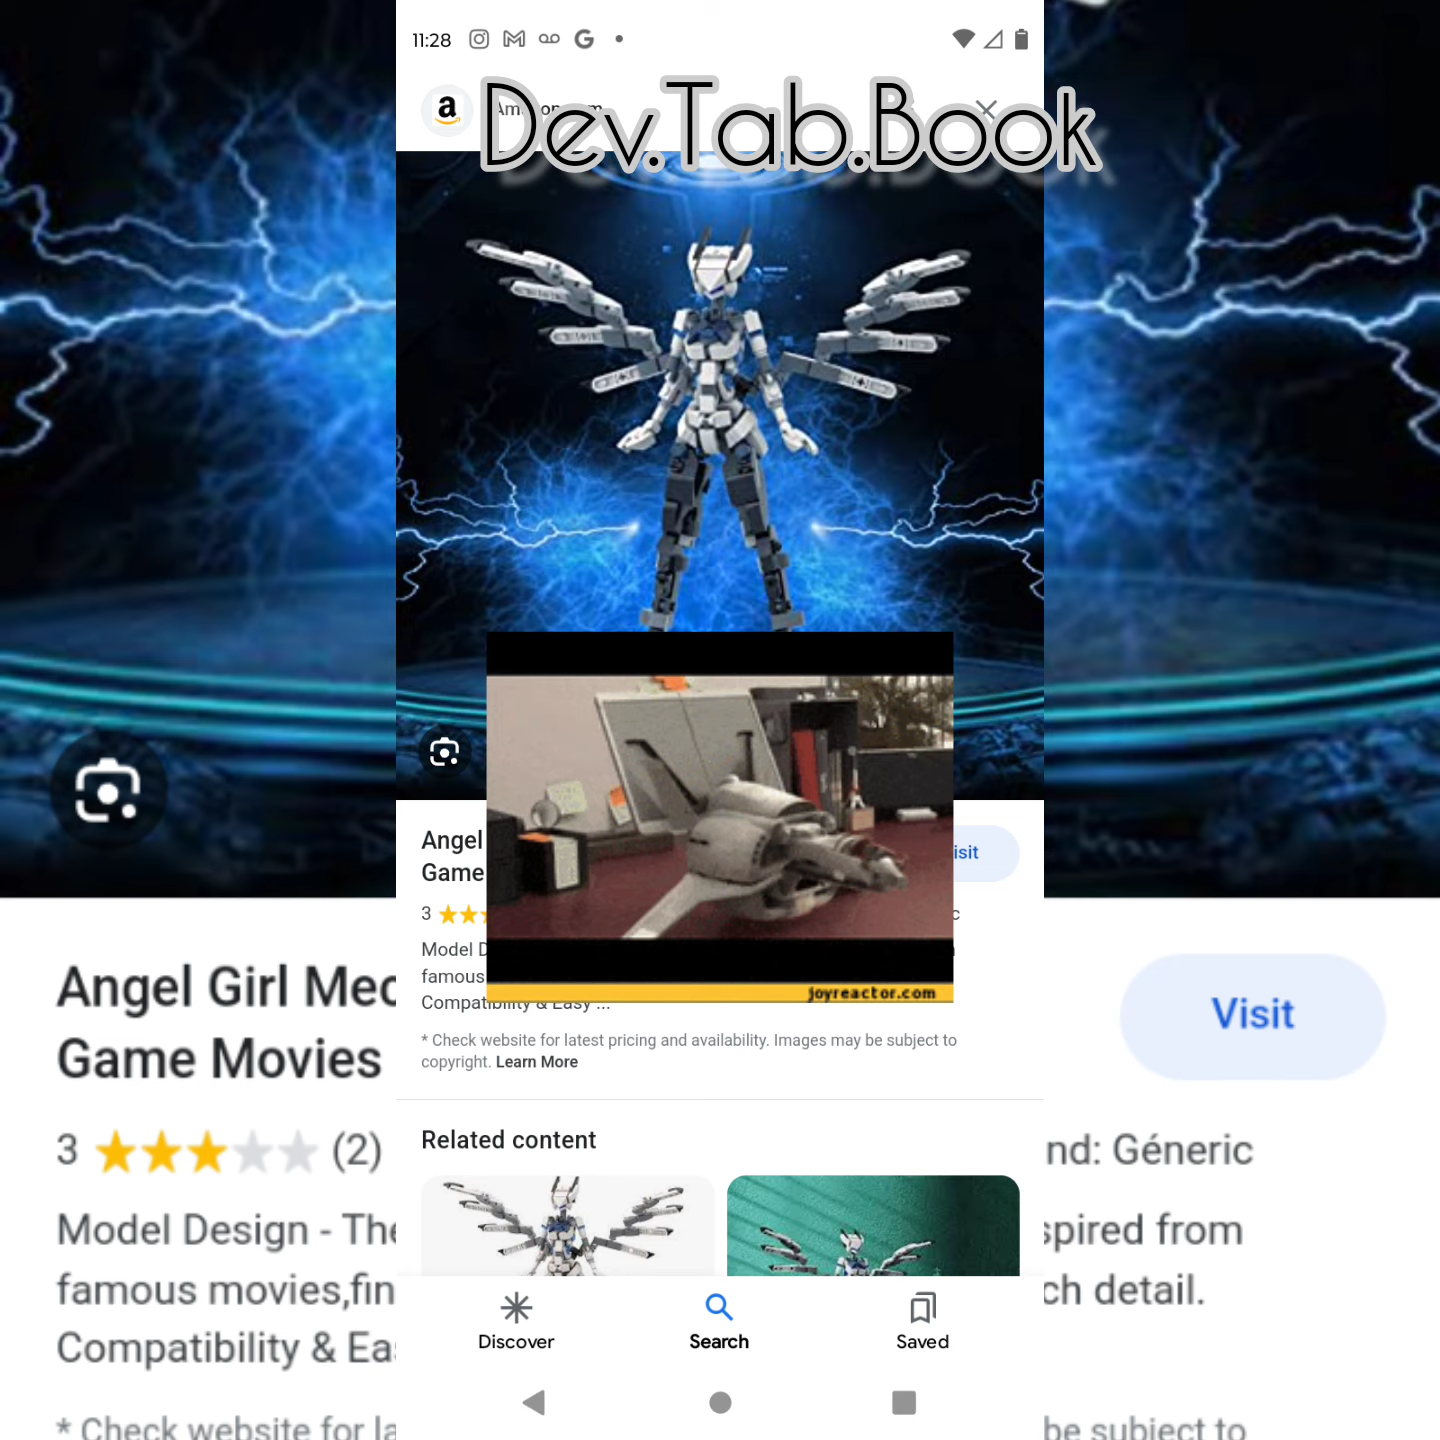 11:28
Dev.Tab.Book
Angel
Game
isit
3
c
Model D
famous
Compatibility & Easy ...
joyreactor.com
* Check website for latest pricing and availability. Images may be subject to
copyright. Learn More
Related content
Discover
Search
Saved
Angel Girl Mec
Game Movies
Visit
3
(2)
nd: Géneric
Model Design - The
spired from
famous movies,fin
ch detail.
Compatibility & Ea
* Check website for la
be subject to